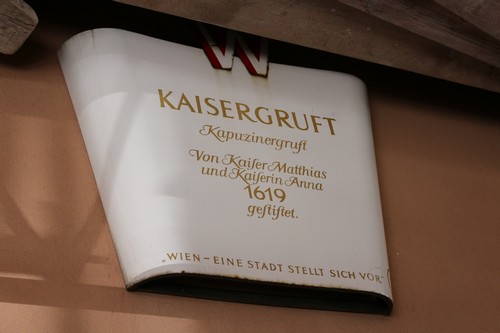 W
KAISERGRUFT
Kapuzinergruft
Von Kaiser Matthias
und Kaiserin Anna
1619
gestiftet.
„WIEN – EINE STADT STELLT SICH VOR“